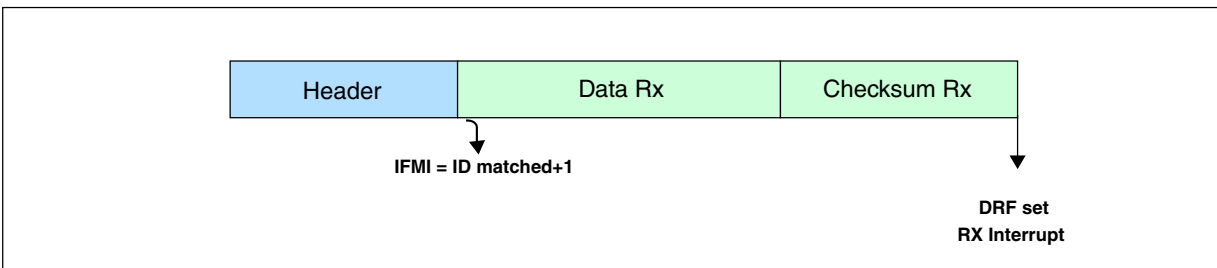 Header
Data Rx
Checksum Rx
IFMI = ID matched+1
DRF set
RX Interrupt